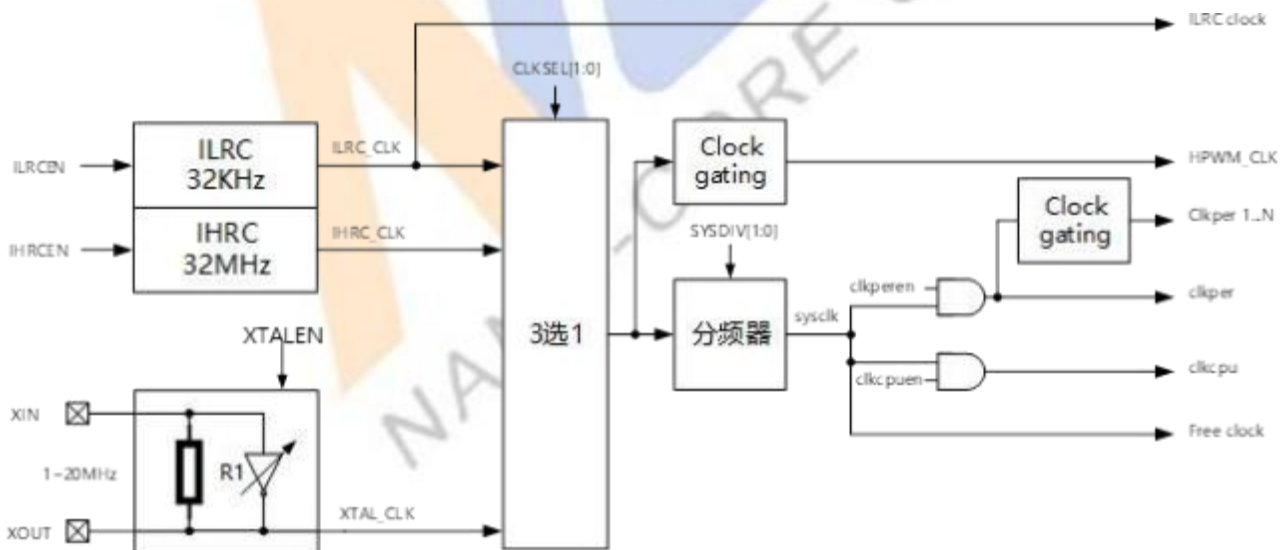 ILRC clock
CLKSEL[1:0]
ILRC
32KHz
ILRC_CLK
ILRCEN
Clock
gating
HPWM_CLK
IHRC
32MHz
IHRC_CLK
IHRCEN
SYSDIV[1:0]
Clock
gating
Clkper 1...N
clkperen
clkper
XTALEN
3选1
分频器
sysclk
clkcpuen
clkcpu
XIN
Free clock
1~20MHz
R1
XOUT
XTAL_CLK